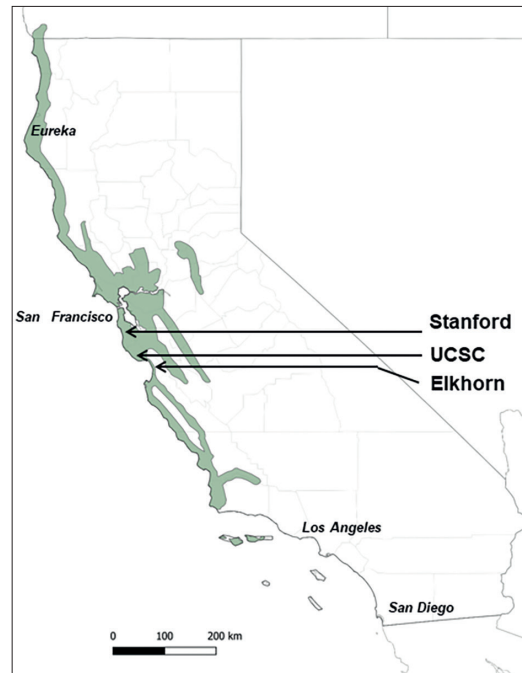 Eureka
San Francisco
Stanford
UCSC
Elkhorn
Los Angeles
San Diego
0 100 200 km